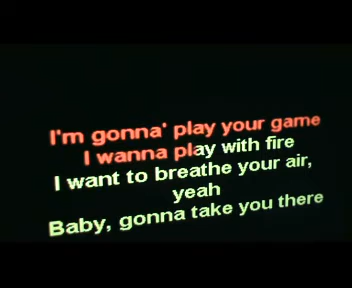 I'm gonna' play your game
I wanna play with fire
I want to breathe your air,
yeah
Baby, gonna take you there